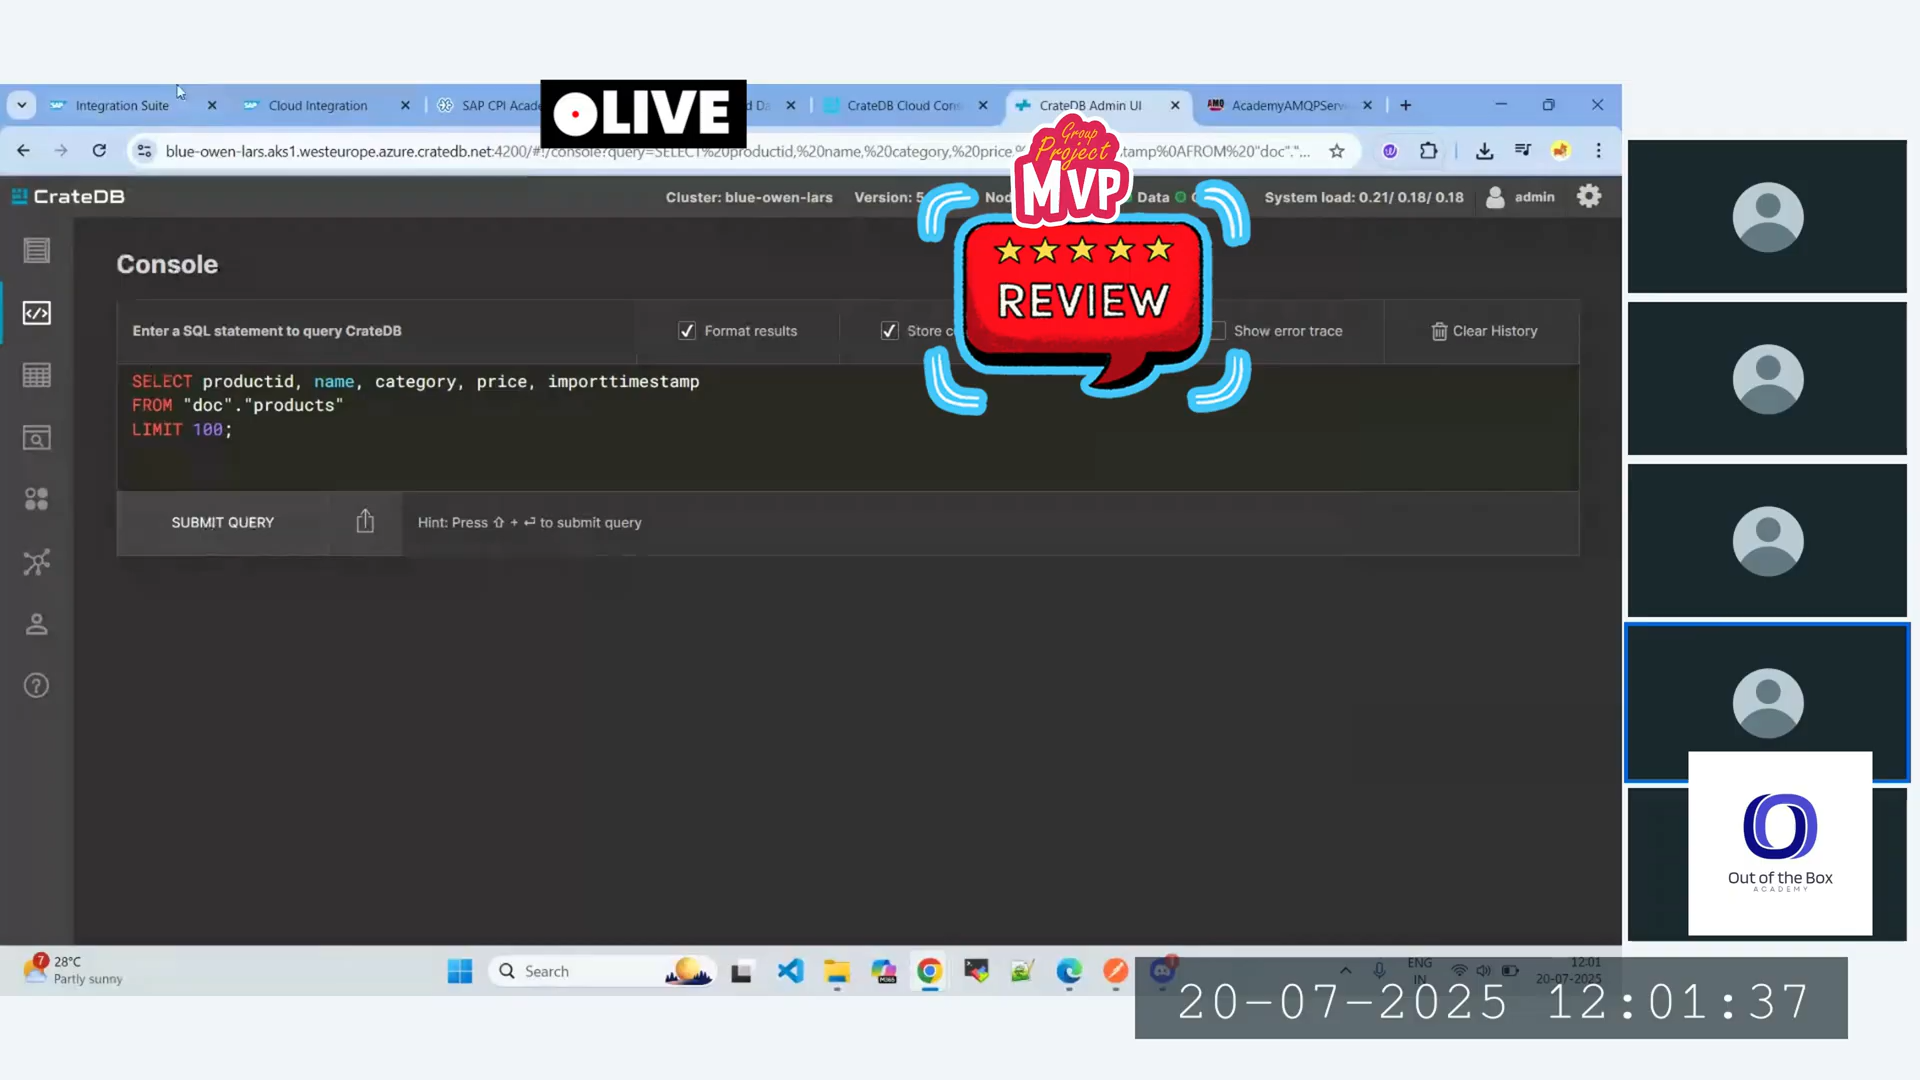 LIVE
Integration Suite
Cloud Integration
SAP CPI Acade
CrateDB Cloud Con
CrateDB Admin UI
AMQ
AcademyAMQPServ
blue-owen-lars.aks1.westeurope.azure.cratedb.net:4200/#!/console?query=SELECT%20productid,%20name,%20category,%20price,%
tamp%0AFROM%20"doc"."...
Group
Project
MVP
REVIEW
CrateDB
Cluster: blue-owen-lars
Version: 5
Data
System load: 0.21/ 0.18/ 0.18
admin
Console
Enter a SQL statement to query CrateDB
Format results
Store c
Show error trace
Clear History
SELECT productid, name, category, price, importtimestamp
FROM "doc"."products"
LIMIT 100;
SUBMIT QUERY
Hint: Press ⇧ + ⏎ to submit query
Out of the Box
ACADEMY
7
28°C
Partly sunny
Search
ENG
IN
12:01
20-07-2025
20-07-2025 12:01:37